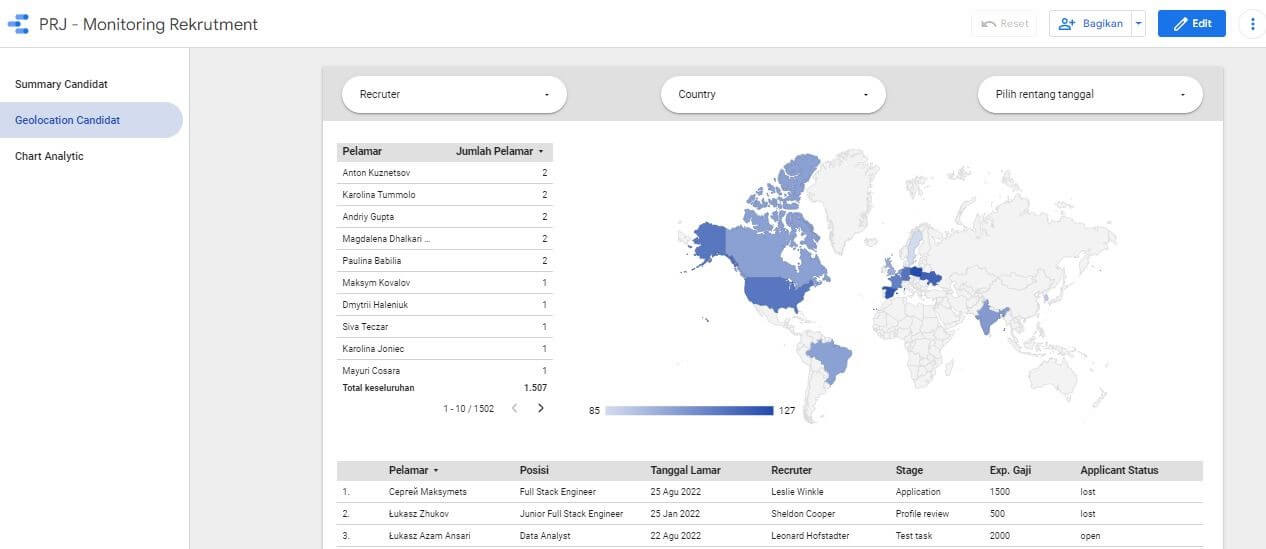 PRJ - Monitoring Rekrutment
Reset
Bagikan
Edit
Summary Candidat
Geolocation Candidat
Chart Analytic
Recruter
Country
Pilih rentang tanggal
Pelamar Jumlah Pelamar
Anton Kuznetsov 2
Karolina Tummolo 2
Andriy Gupta 2
Magdalena Dhalkari ... 2
Paulina Babilia 2
Maksym Kovalov 1
Dmytrii Haleniuk 1
Siva Teczar 1
Karolina Joniec 1
Mayuri Cosara 1
Total keseluruhan 1.507
1 - 10 / 1502
85 127
Pelamar Posisi Tanggal Lamar Recruter Stage Exp. Gaji Applicant Status
1. Сергей Maksymets Full Stack Engineer 25 Agu 2022 Leslie Winkle Application 1500 lost
2. Łukasz Zhukov Junior Full Stack Engineer 25 Jan 2022 Sheldon Cooper Profile review 500 lost
3. Łukasz Azam Ansari Data Analyst 22 Agu 2022 Leonard Hofstadter Test task 2000 open